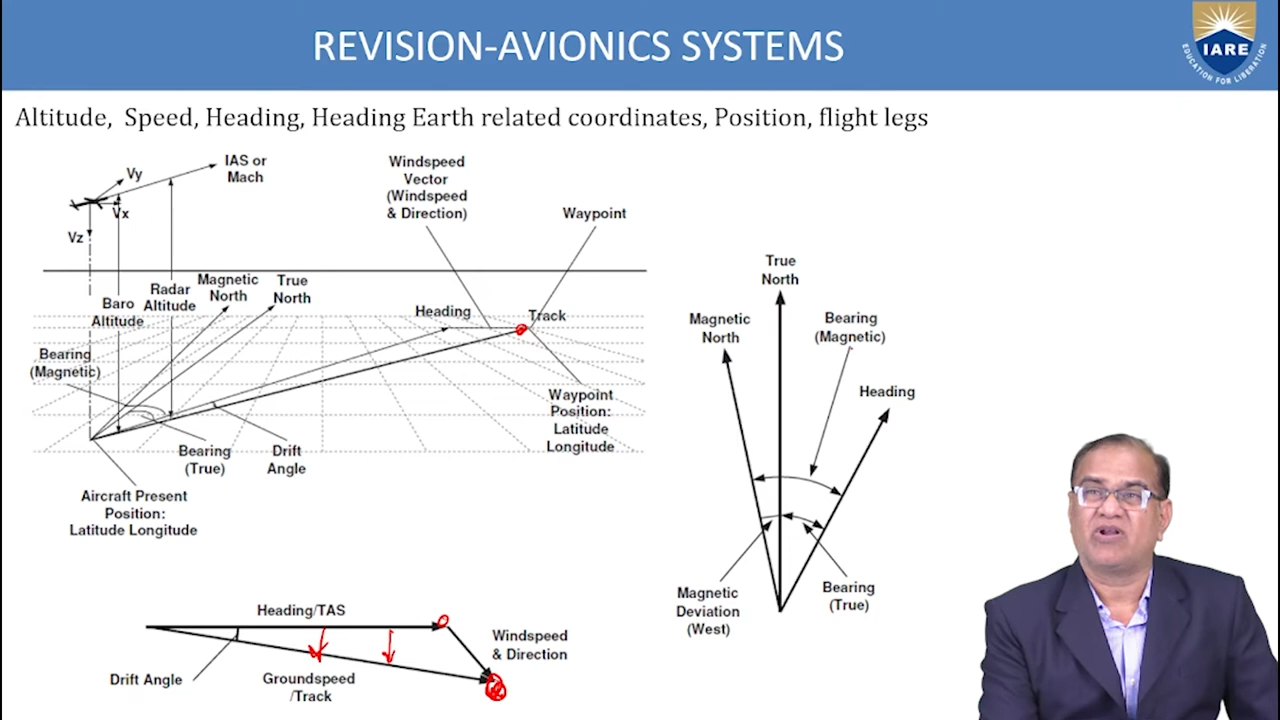 REVISION-AVIONICS SYSTEMS
IARE
EDUCATION FOR LIBERATION
Altitude, Speed, Heading, Heading Earth related coordinates, Position, flight legs
Vy
IAS or
Mach
Vx
Vz
Windspeed
Vector
(Windspeed
& Direction)
Waypoint
Baro
Altitude
Radar
Altitude
Magnetic
North
True
North
Heading
Track
Bearing
(Magnetic)
Bearing
(True)
Drift
Angle
Waypoint
Position:
Latitude
Longitude
Aircraft Present
Position:
Latitude Longitude
True
North
Magnetic
North
Bearing
(Magnetic)
Heading
Magnetic
Deviation
(West)
Bearing
(True)
Heading/TAS
Windspeed
& Direction
Drift Angle
Groundspeed
/Track